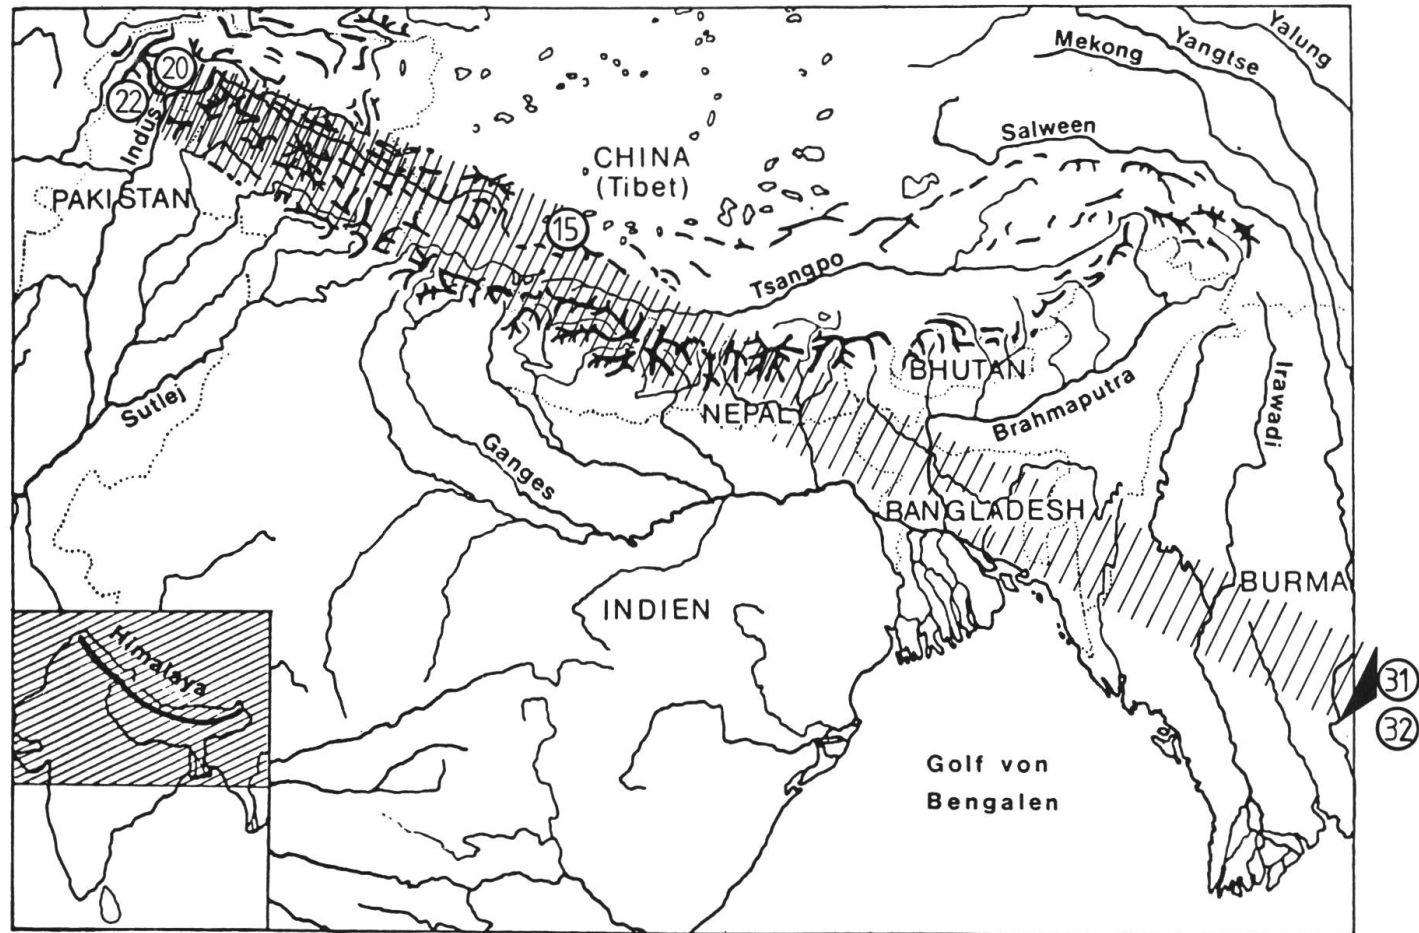 Yalung
Yangtse
Mekong
20
22
Indus
Salween
CHINA
(Tibet)
PAKISTAN
15
Tsangpo
Sutlej
BHUTAN
NEPAL
Brahmaputra
Irawadi
Ganges
BANGLADESH
BURMA
INDIEN
Himalaya
31
32
Golf von
Bengalen